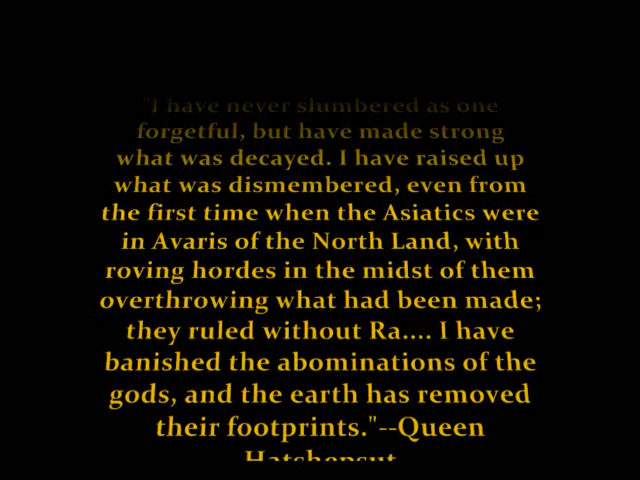 "I have never slumbered as one
forgetful, but have made strong
what was decayed. I have raised up
what was dismembered, even from
the first time when the Asiatics were
in Avaris of the North Land, with
roving hordes in the midst of them
overthrowing what had been made;
they ruled without Ra.... I have
banished the abominations of the
gods, and the earth has removed
their footprints."--Queen
Hatshepsut